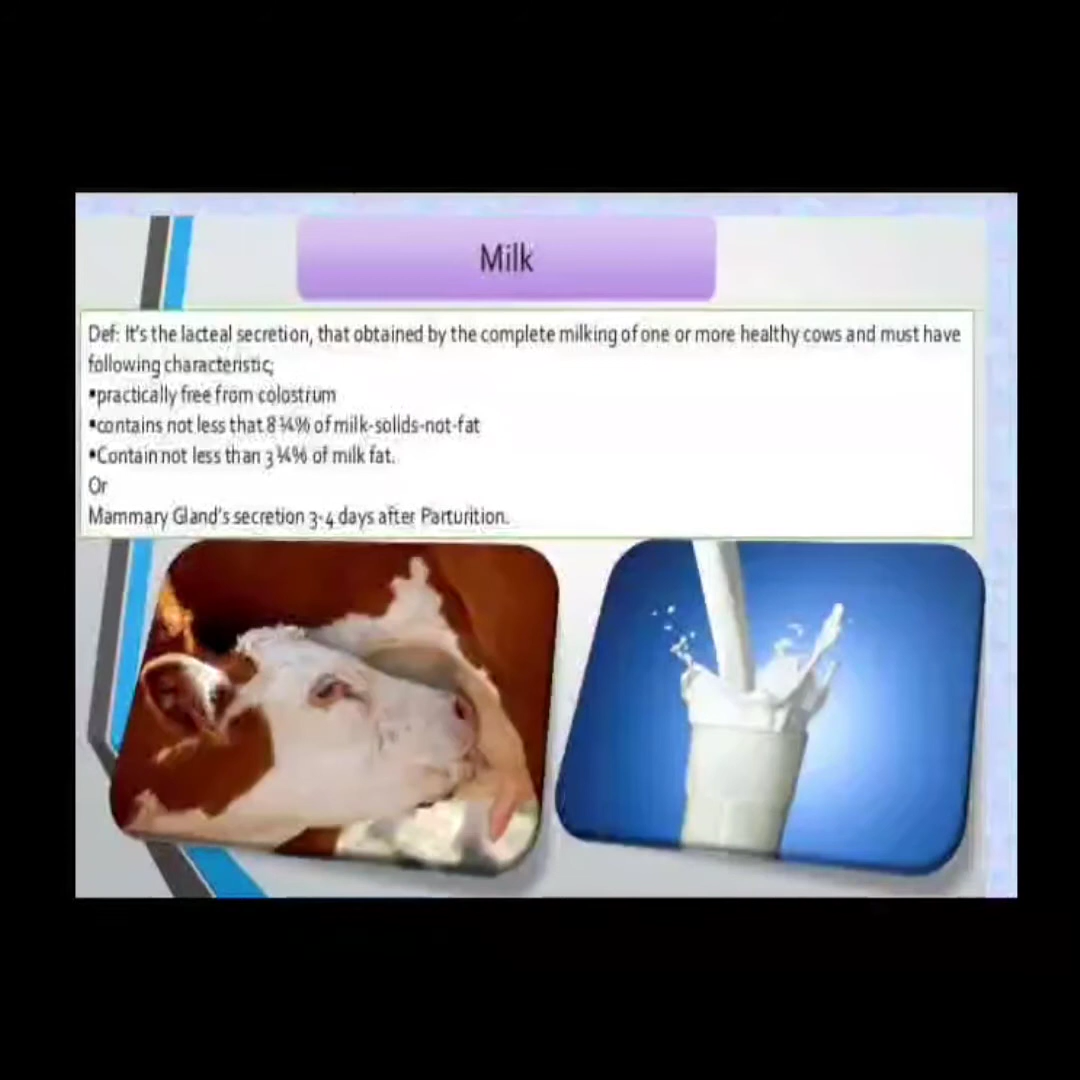 Milk
Def: It's the lacteal secretion, that obtained by the complete milking of one or more healthy cows and must have
following characteristic;
▪practically free from colostrum
▪contains not less that 8 ¼% of milk-solids-not-fat
▪Contain not less than 3 ¼% of milk fat.
Or
Mammary Gland's secretion 3-4 days after Parturition.